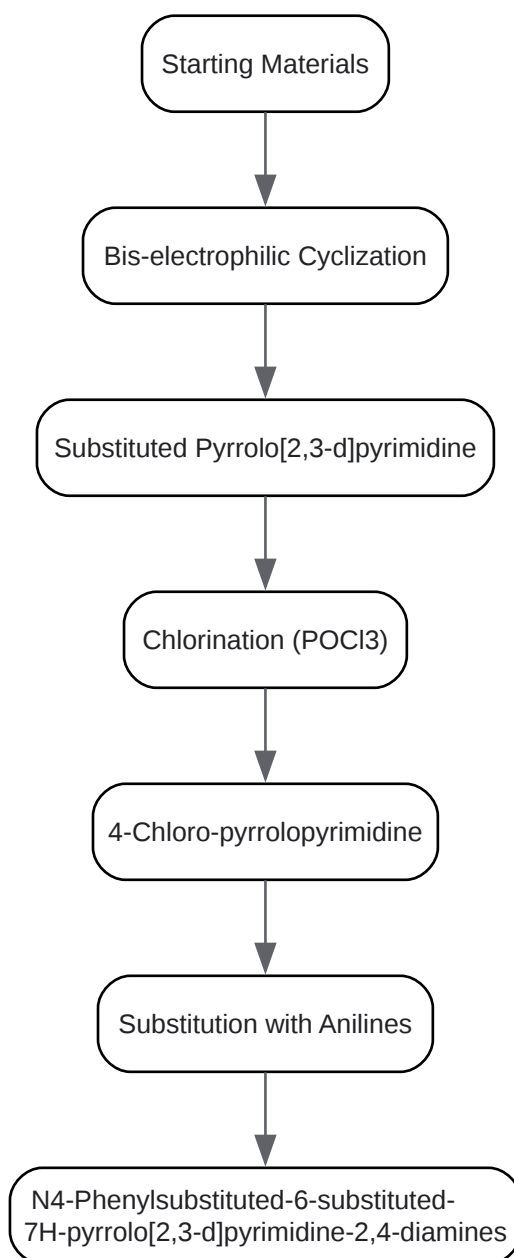 Starting Materials
Bis-electrophilic Cyclization
Substituted Pyrrolo[2,3-d]pyrimidine
Chlorination (POCl3)
4-Chloro-pyrrolopyrimidine
Substitution with Anilines
N4-Phenylsubstituted-6-substituted-
7H-pyrrolo[2,3-d]pyrimidine-2,4-diamines